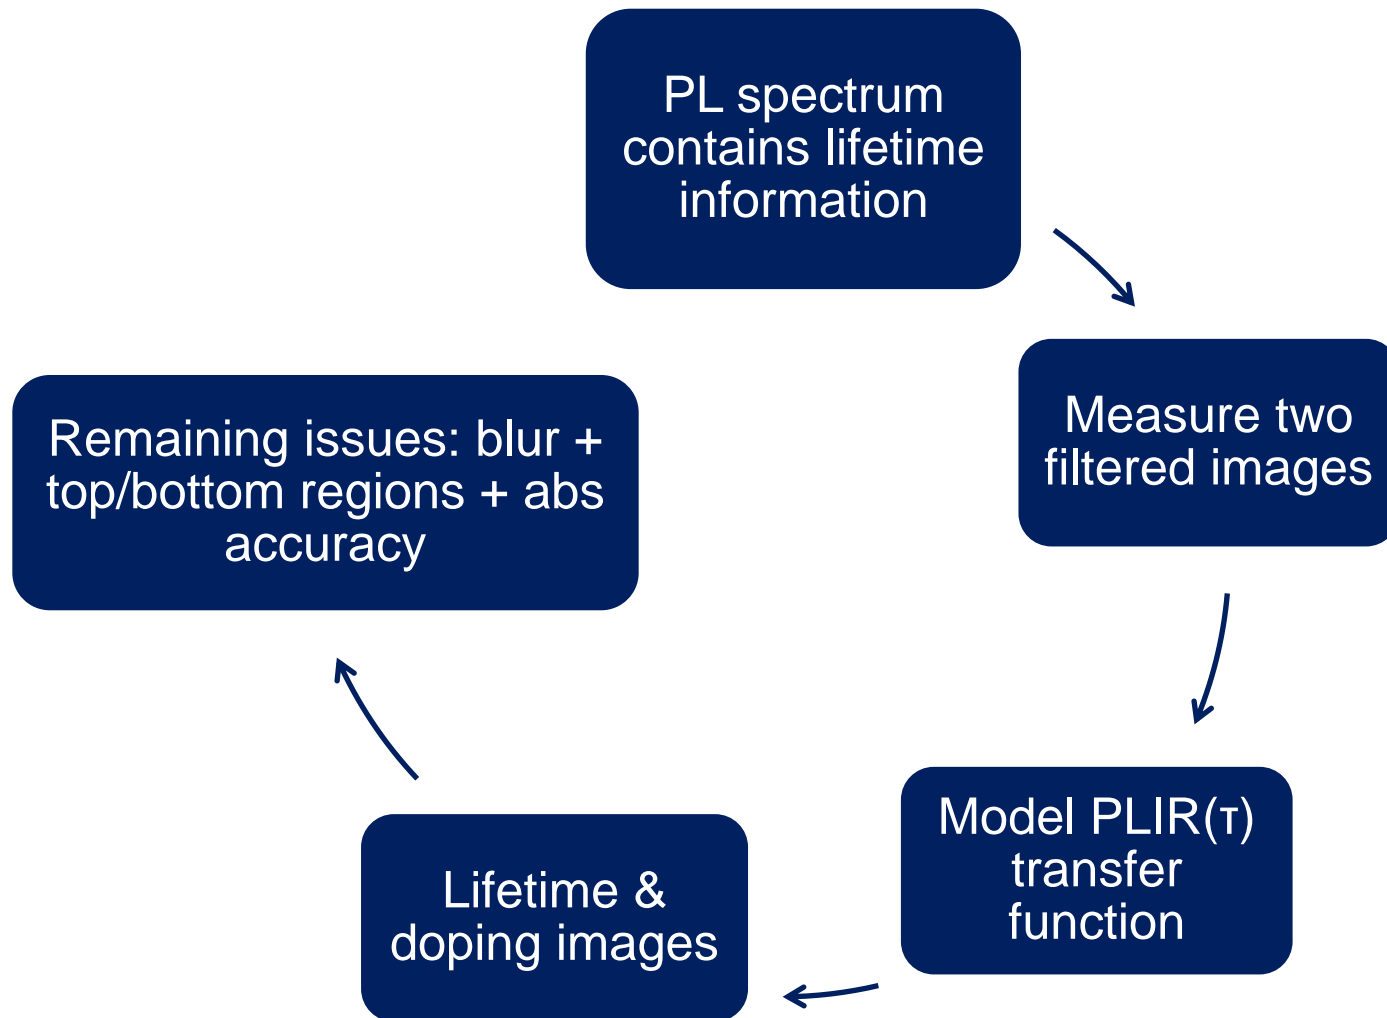 PL spectrum
contains lifetime
information
Measure two
filtered images
Model PLIR(τ)
transfer
function
Lifetime &
doping images
Remaining issues: blur +
top/bottom regions + abs
accuracy